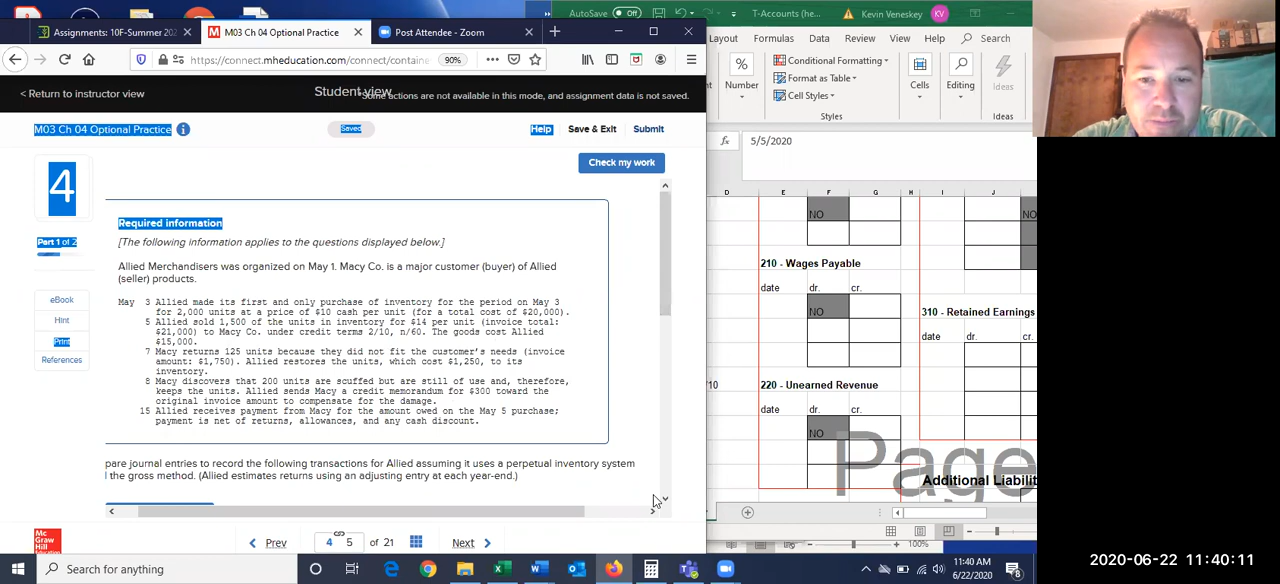 Assignments: 10F-Summer 202
M03 Ch 04 Optional Practice
Post Attendee - Zoom
https://connect.mheducation.com/connect/containe
90%
< Return to instructor view
Student view
*Some actions are not available in this mode, and assignment data is not saved.
M03 Ch 04 Optional Practice
Saved
Help
Save & Exit
Submit
Check my work
4
Part 1 of 2
eBook
Hint
Print
References
Required information
[The following information applies to the questions displayed below.]
Allied Merchandisers was organized on May 1. Macy Co. is a major customer (buyer) of Allied
(seller) products.
May 3 Allied made its first and only purchase of inventory for the period on May 3
for 2,000 units at a price of $10 cash per unit (for a total cost of $20,000).
5 Allied sold 1,500 of the units in inventory for $14 per unit (invoice total:
$21,000) to Macy Co. under credit terms 2/10, n/60. The goods cost Allied
$15,000.
7 Macy returns 125 units because they did not fit the customer's needs (invoice
amount: $1,750). Allied restores the units, which cost $1,250, to its
inventory.
8 Macy discovers that 200 units are scuffed but are still of use and, therefore,
keeps the units. Allied sends Macy a credit memorandum for $300 toward the
original invoice amount to compensate for the damage.
15 Allied receives payment from Macy for the amount owed on the May 5 purchase;
payment is net of returns, allowances, and any cash discount.
pare journal entries to record the following transactions for Allied assuming it uses a perpetual inventory system
the gross method. (Allied estimates returns using an adjusting entry at each year-end.)
Mc
Graw
Hill
Education
Prev
4 5 of 21
Next
AutoSave Off
T-Accounts (he...
Kevin Veneskey KV
Layout Formulas Data Review View Help Search
%
Number
Conditional Formatting
Format as Table
Cell Styles
Styles
Cells
Editing
Ideas
Ideas
fx 5/5/2020
D E F G H I J
NO
NO
210 - Wages Payable
date dr. cr.
NO
310 - Retained Earnings
date dr.
/10
220 - Unearned Revenue
date dr. cr.
NO
Page
Additional Liabilit
100%
Type here to search
11:40 AM
6/22/2020
8
2020-06-22 11:40:11